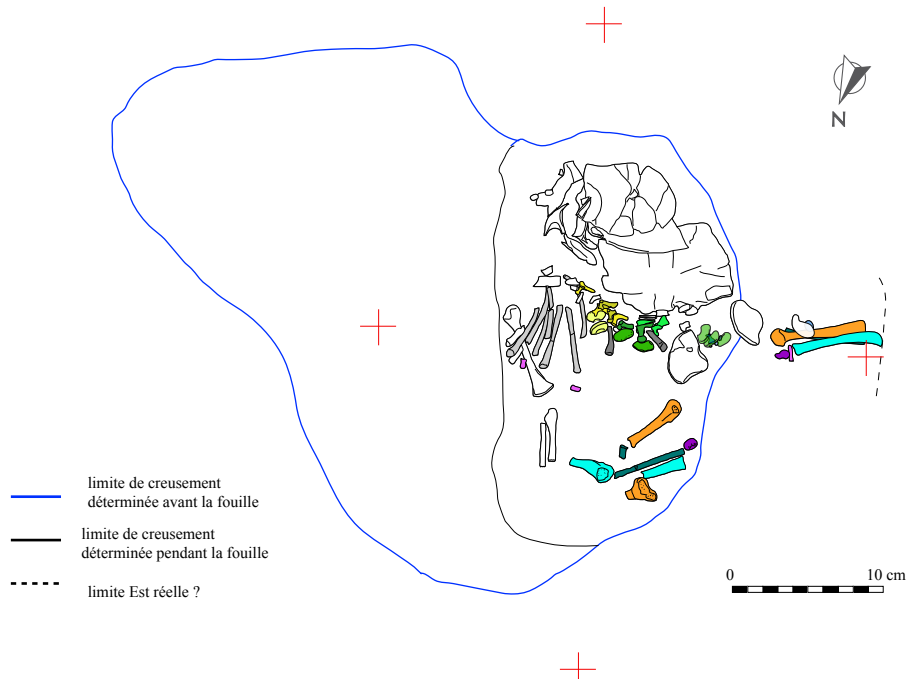 N
limite de creusement
déterminée avant la fouille
limite de creusement
déterminée pendant la fouille
limite Est réelle ?
0 10 cm